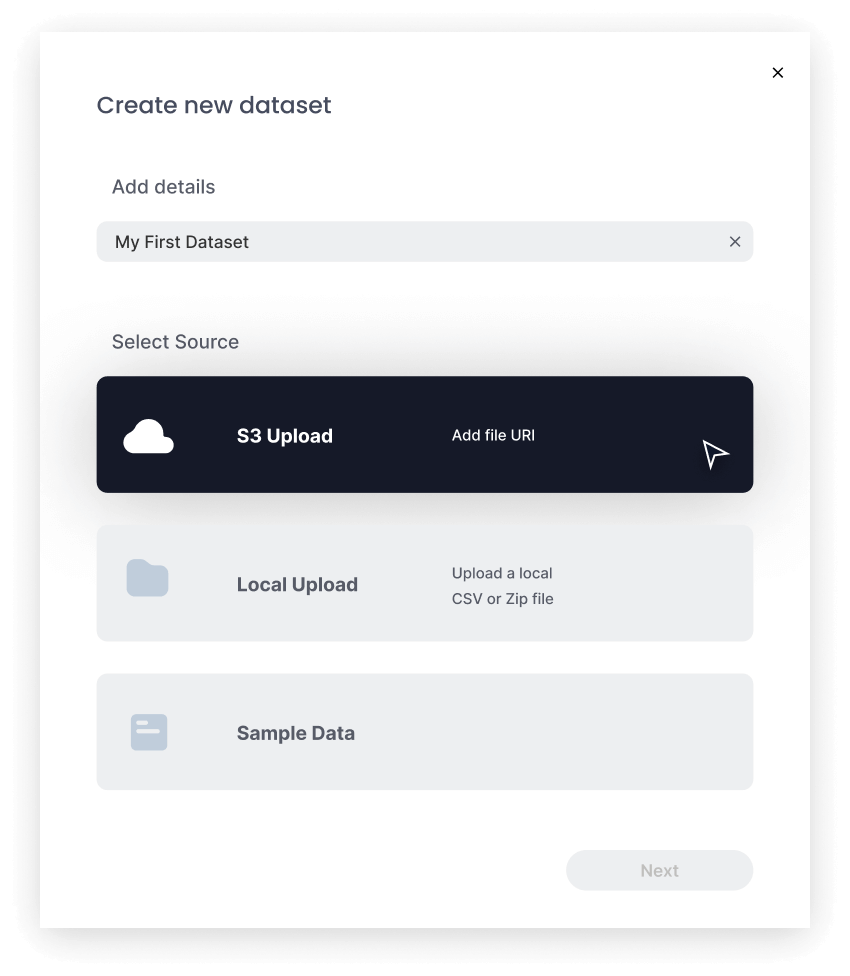 Create new dataset
Add details
My First Dataset
Select Source
S3 Upload
Add file URI
Local Upload
Upload a local
CSV or Zip file
Sample Data
Next